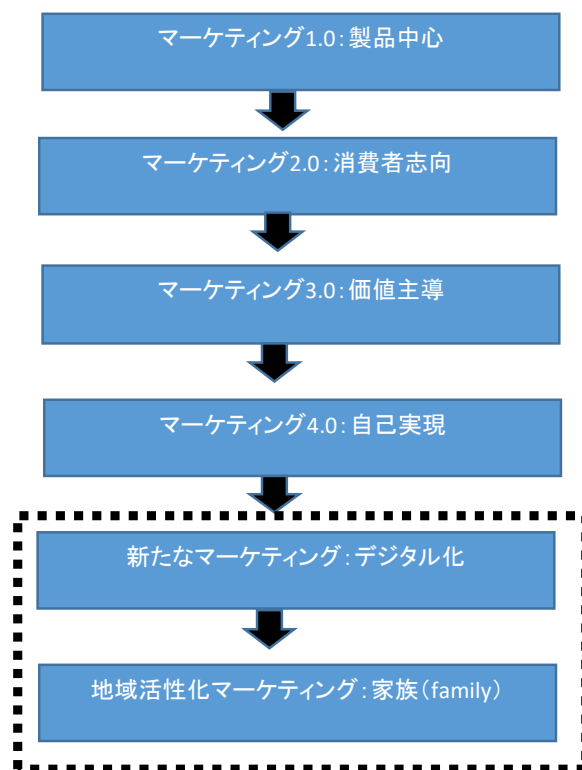 マーケティング1.0：製品中心
マーケティング2.0：消費者志向
マーケティング3.0：価値主導
マーケティング4.0：自己実現
新たなマーケティング：デジタル化
地域活性化マーケティング：家族（family）